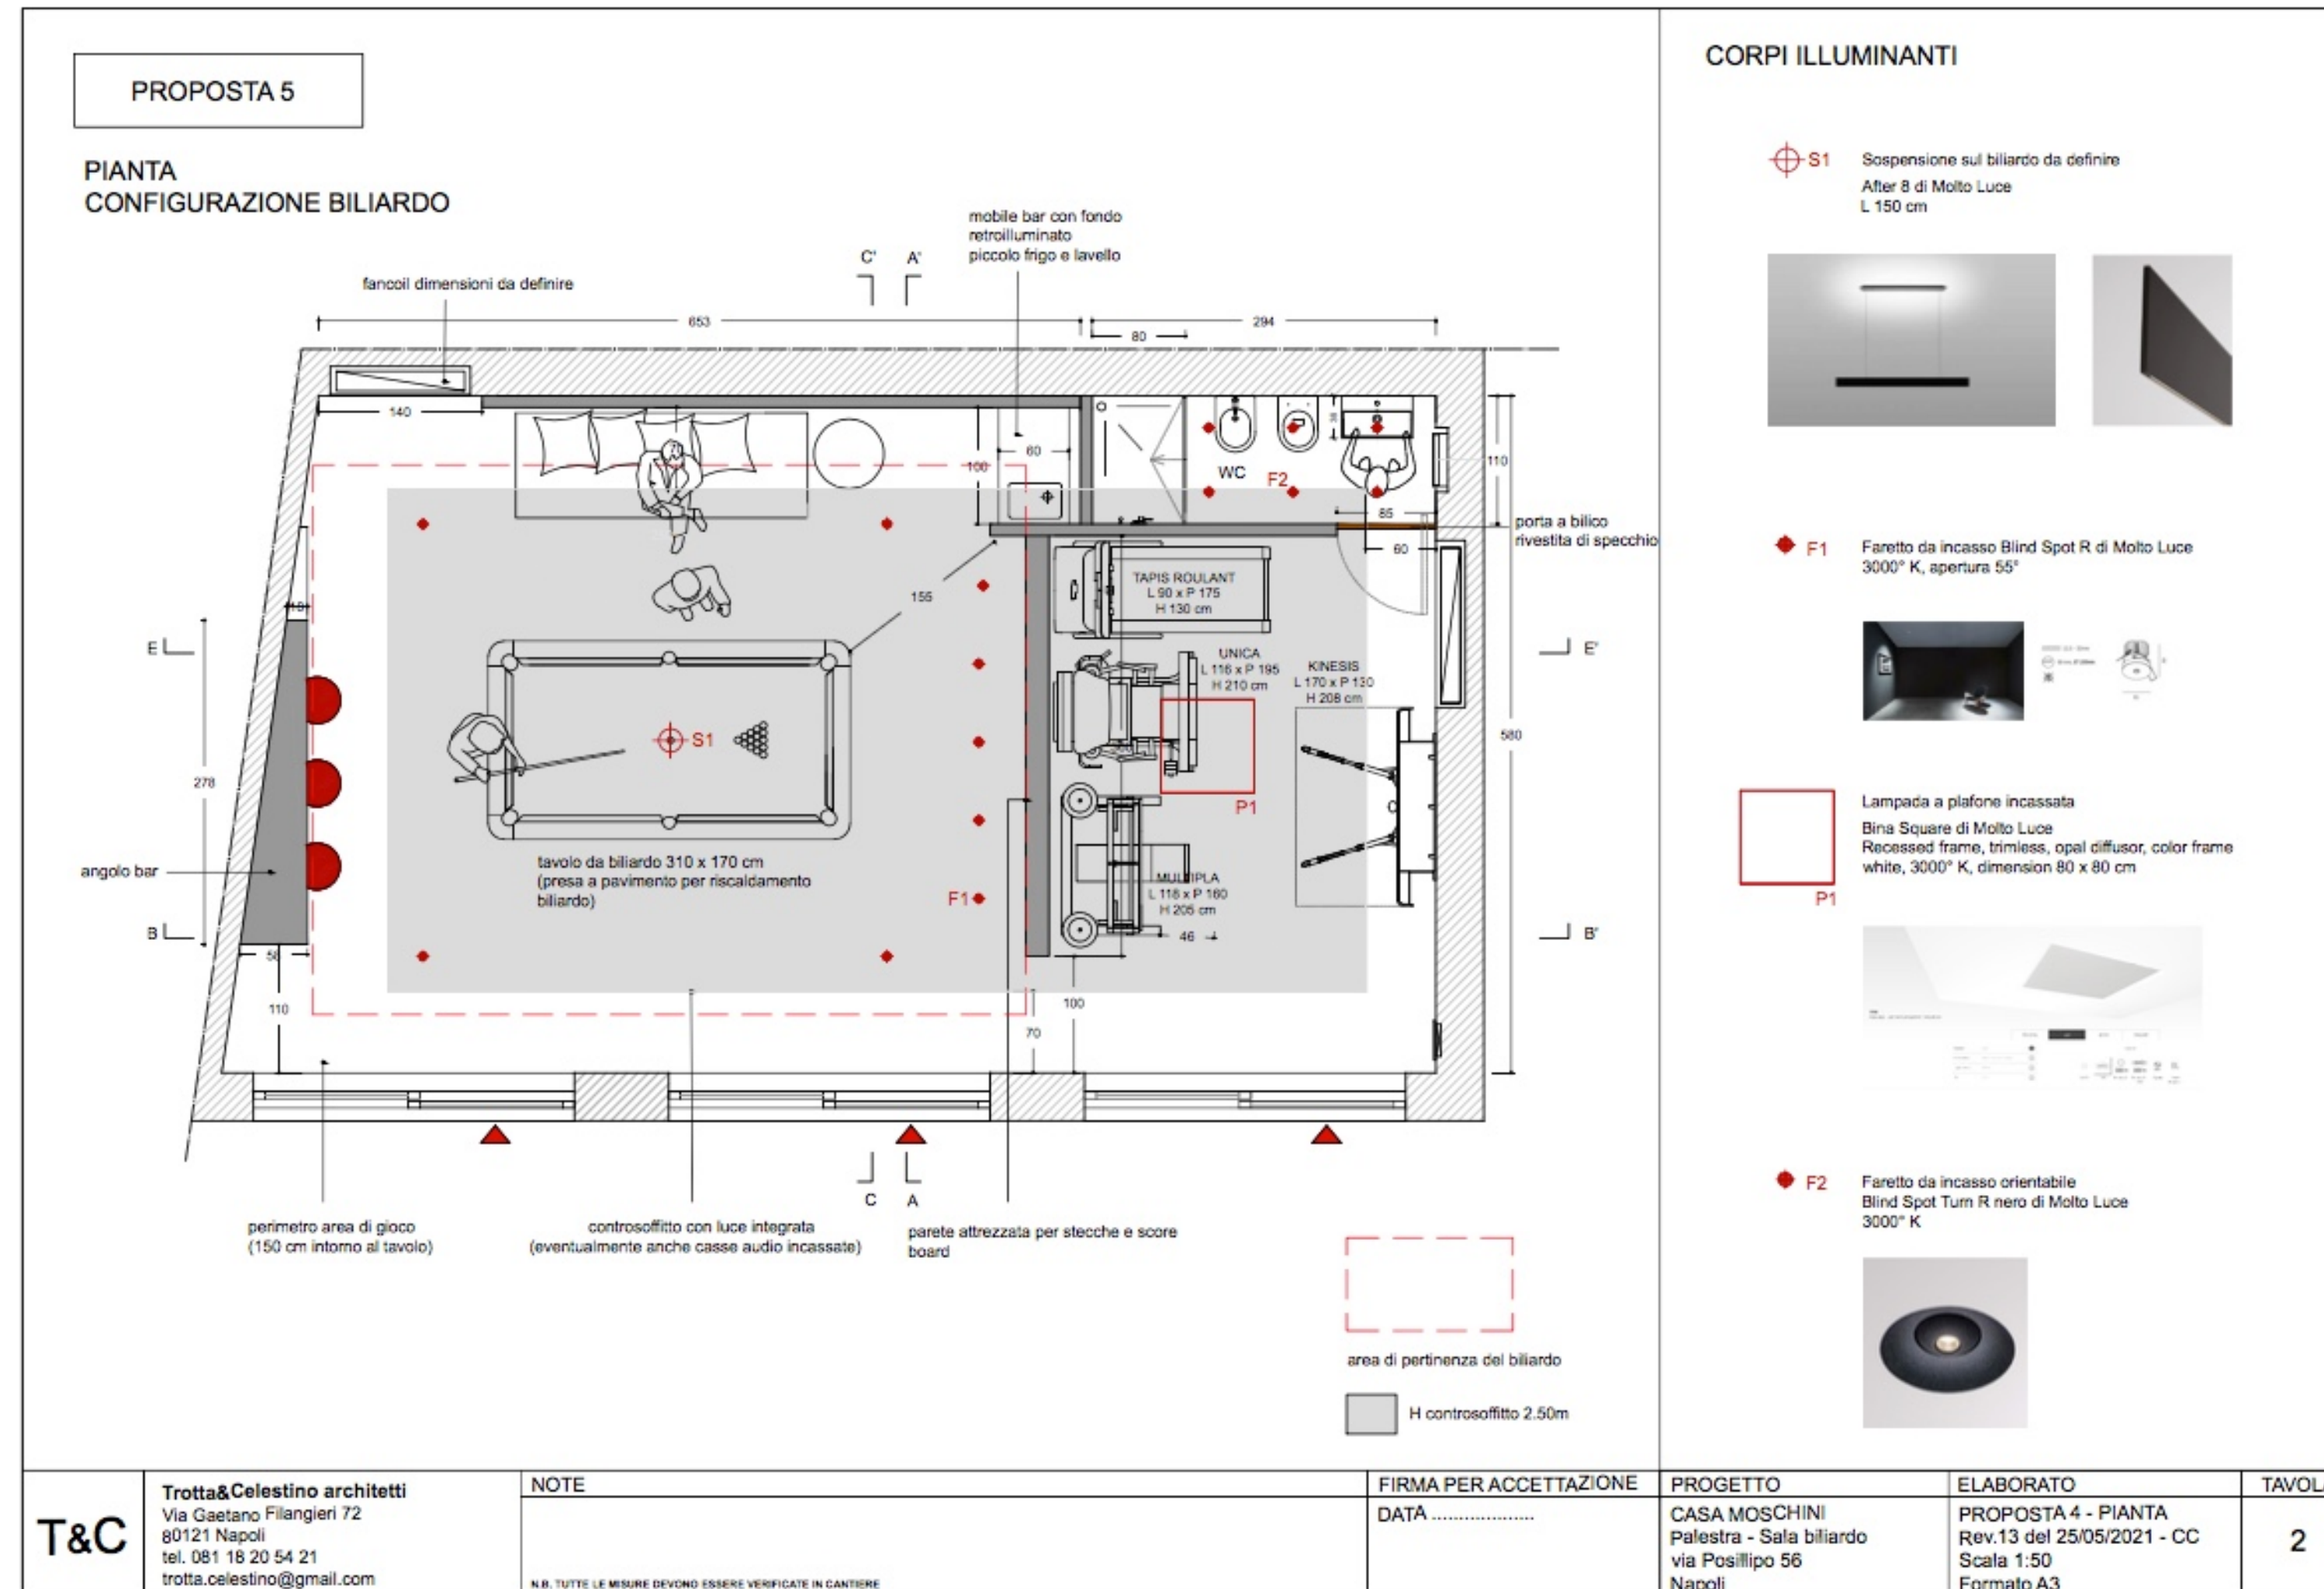 PROPOSTA 5
PIANTA
CONFIGURAZIONE BILIARDO
mobile bar con fondo
retroilluminato
piccolo frigo e lavello
C'
A'
fancoil dimensioni da definire
653
294
80
140
60
100
WC
F2
110
85
60
porta a bilico
rivestita di specchio
155
TAPIS ROULANT
L 90 x P 175
H 130 cm
E
E'
UNICA
L 116 x P 195
H 210 cm
KINESIS
L 170 x P 130
H 208 cm
S1
580
278
P1
tavolo da biliardo 310 x 170 cm
(presa a pavimento per riscaldamento
biliardo)
angolo bar
MULTIPLA
L 118 x P 160
H 205 cm
F1
46
B
B'
110
100
70
C
A
perimetro area di gioco
(150 cm intorno al tavolo)
controsoffitto con luce integrata
(eventualmente anche casse audio incassate)
parete attrezzata per stecche e score
board
area di pertinenza del biliardo
H controsoffitto 2.50m
CORPI ILLUMINANTI
S1
Sospensione sul biliardo da definire
After 8 di Molto Luce
L 150 cm
F1
Faretto da incasso Blind Spot R di Molto Luce
3000° K, apertura 55°
Lampada a plafone incassata
Bina Square di Molto Luce
Recessed frame, trimless, opal diffusor, color frame
white, 3000° K, dimension 80 x 80 cm
P1
F2
Faretto da incasso orientabile
Blind Spot Turn R nero di Molto Luce
3000° K
T&C
Trotta&Celestino architetti
Via Gaetano Filangieri 72
80121 Napoli
tel. 081 18 20 54 21
trotta.celestino@gmail.com
NOTE
N.B. TUTTE LE MISURE DEVONO ESSERE VERIFICATE IN CANTIERE
FIRMA PER ACCETTAZIONE
DATA ...................
PROGETTO
CASA MOSCHINI
Palestra - Sala biliardo
via Posillipo 56
Napoli
ELABORATO
PROPOSTA 4 - PIANTA
Rev.13 del 25/05/2021 - CC
Scala 1:50
Formato A3
TAVOL
2